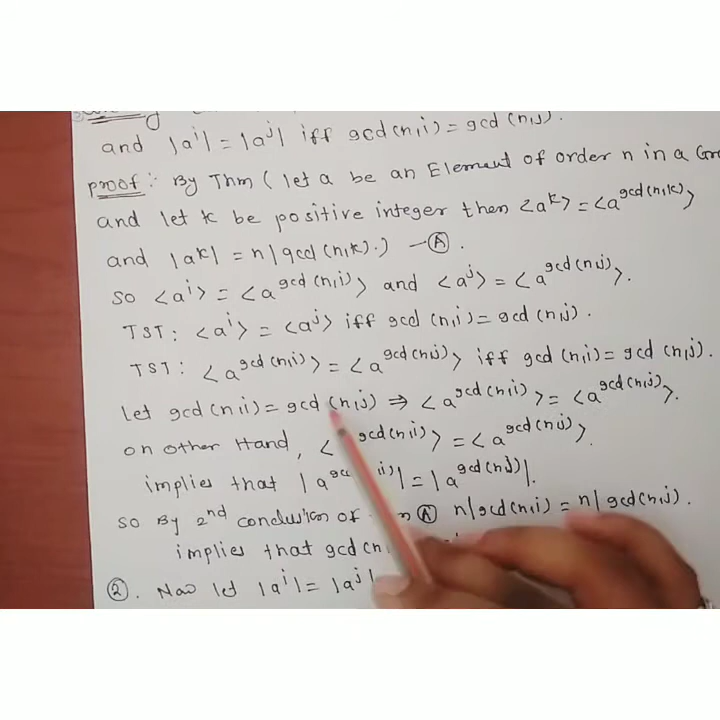 and |aⁱ| = |aʲ| iff gcd(n,i) = gcd(n,j).
proof: By Thm ( let a be an Element of order n in a
and let k be positive integer then <aᵏ> = <a^gcd(n,k)>
and |aᵏ| = n/gcd(n,k).) — Ⓐ.
so <aⁱ> = <a^gcd(n,i)> and <aʲ> = <a^gcd(n,j)>.
TST: <aⁱ> = <aʲ> iff gcd(n,i) = gcd(n,j).
TST: <a^gcd(n,i)> = <a^gcd(n,j)> iff gcd(n,i) = gcd(n,j).
Let gcd(n,i) = gcd(n,j) ⇒ <a^gcd(n,i)> = <a^gcd(n,j)>.
on other Hand, < gcd(n,i)> = <a^gcd(n,j)>.
implies that |a i)| = |a^gcd(n,j)|.
so By 2nd conclusion of Ⓐ n/gcd(n,i) = n/gcd(n,j).
implies that gcd(n,
②. Now let |aⁱ| = |aʲ|